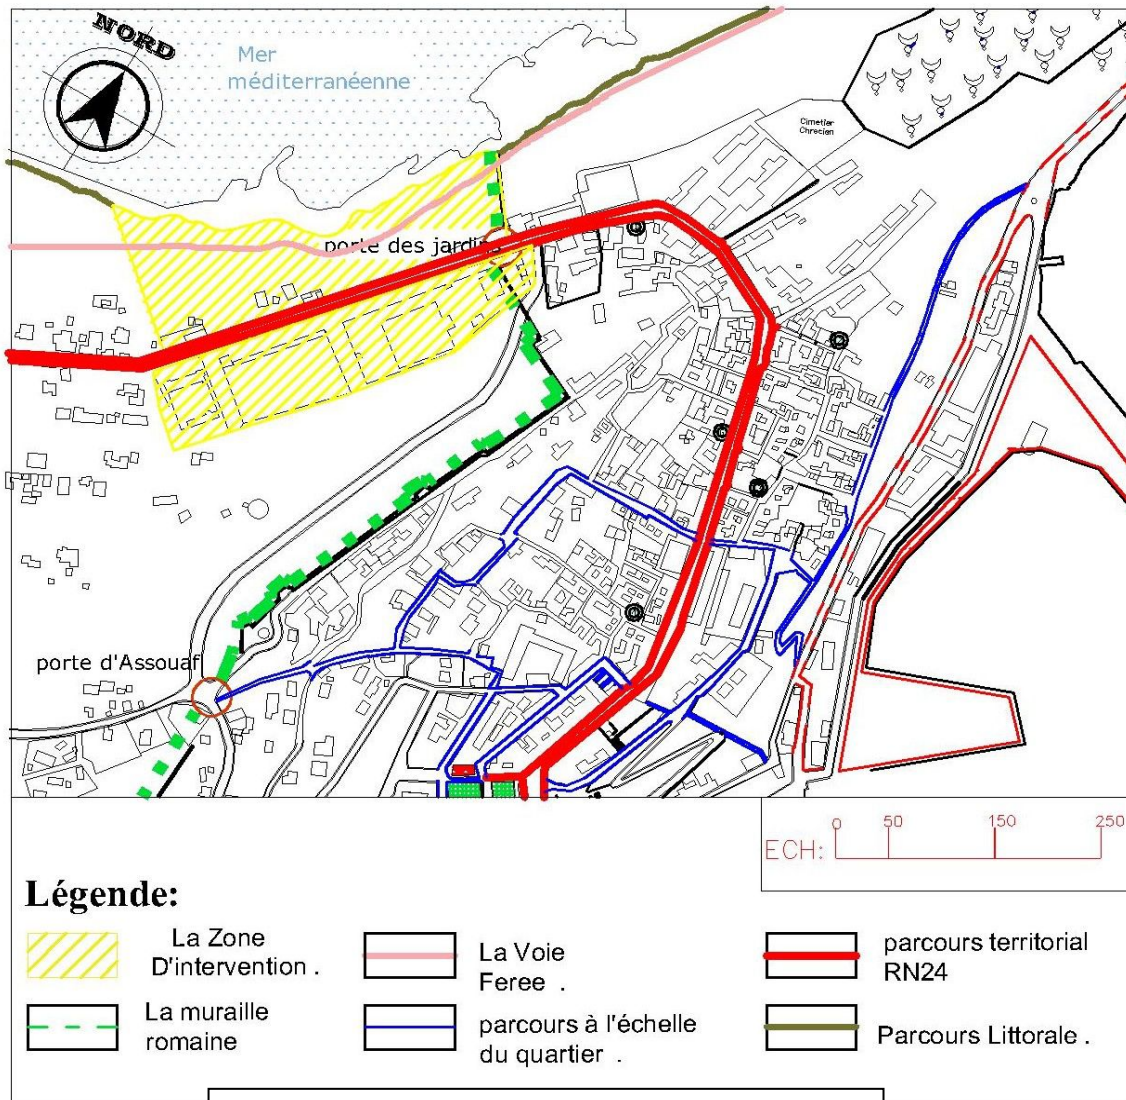 NORD
Mer
méditerranéenne
Cimetier
Chrecien
porte des jardins
porte d'Assouaf
ECH:
0 50 150 250
Légende:
La Zone
D'intervention .
La Voie
Feree .
parcours territorial
RN24
La muraille
romaine
parcours à l'échelle
du quartier .
Parcours Littorale .